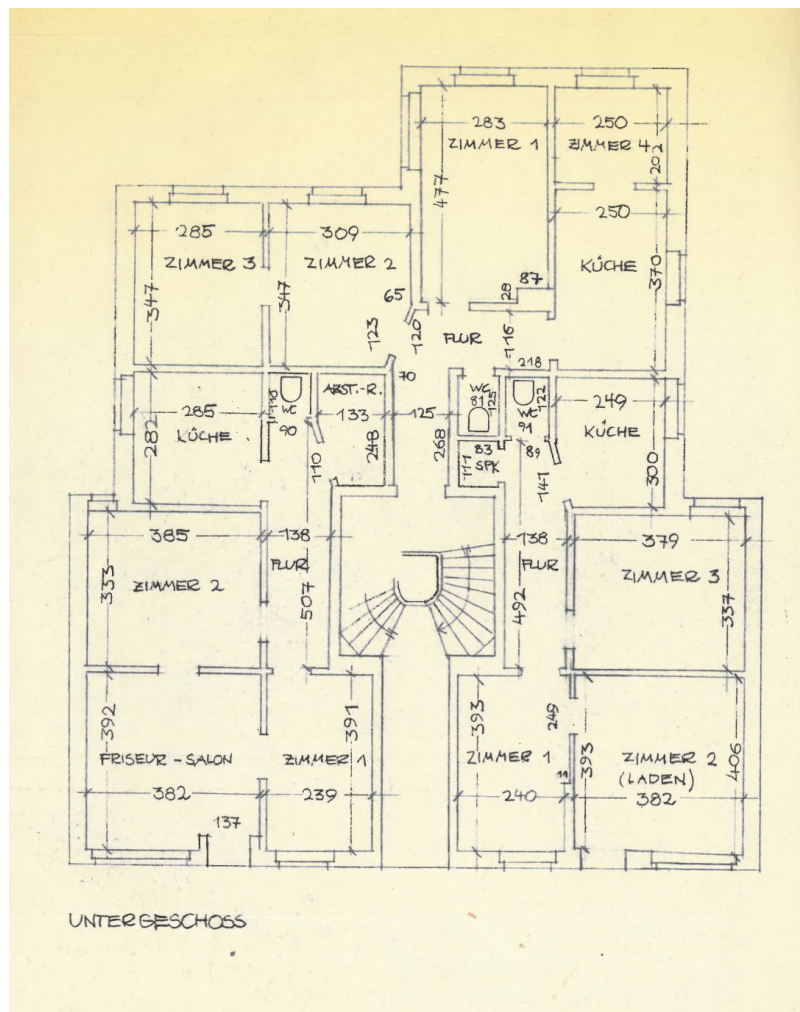 283
ZIMMER 1
250
ZIMMER 4
202
477
250
KÜCHE
370
285
ZIMMER 3
309
ZIMMER 2
347
347
65
123
120
87
28
FLUR
116
218
70
285
KÜCHE
282
110
WC
90
ABST.-R.
133
248
110
125
268
WC
81
125
WC
91
122
83
SPK
111
89
141
249
KÜCHE
300
385
ZIMMER 2
333
138
FLUR
507
138
FLUR
492
379
ZIMMER 3
337
392
FRISEUR-SALON
382
137
391
ZIMMER 1
239
393
ZIMMER 1
240
249
11
393
ZIMMER 2
(LADEN)
382
406
UNTERGESCHOSS